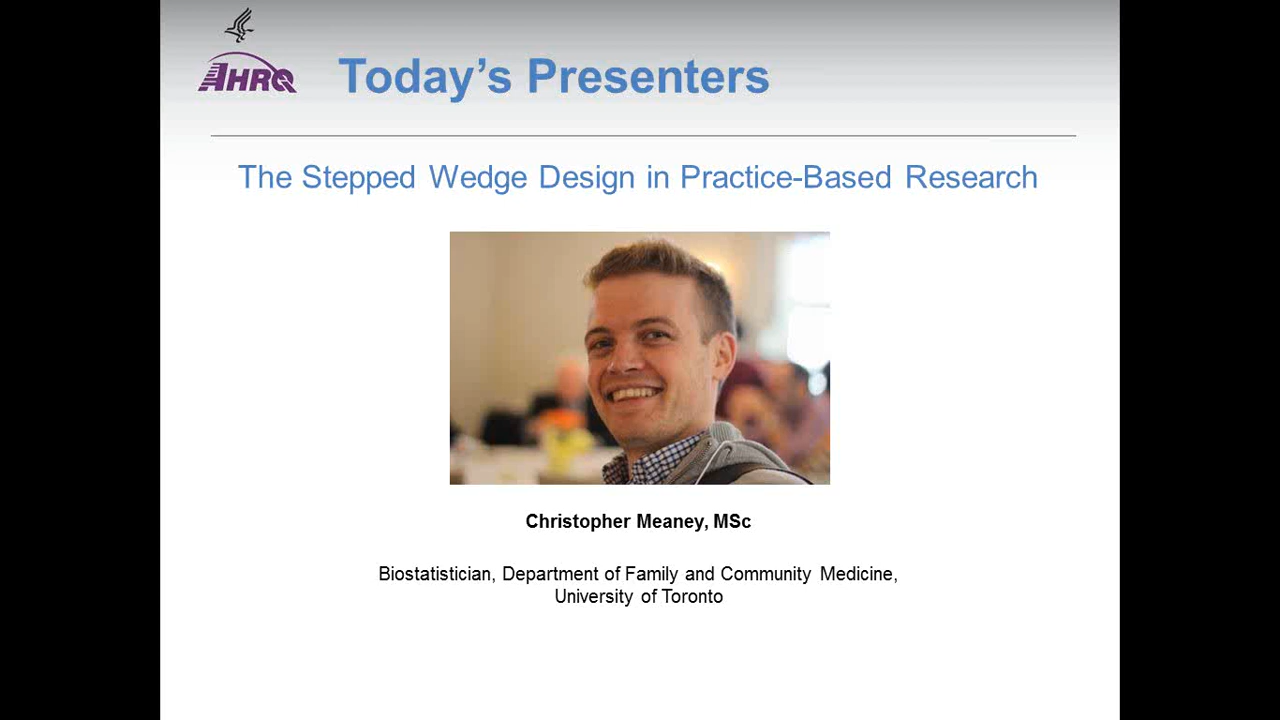 AHRQ
Today's Presenters
The Stepped Wedge Design in Practice-Based Research
Christopher Meaney, MSc
Biostatistician, Department of Family and Community Medicine,
University of Toronto